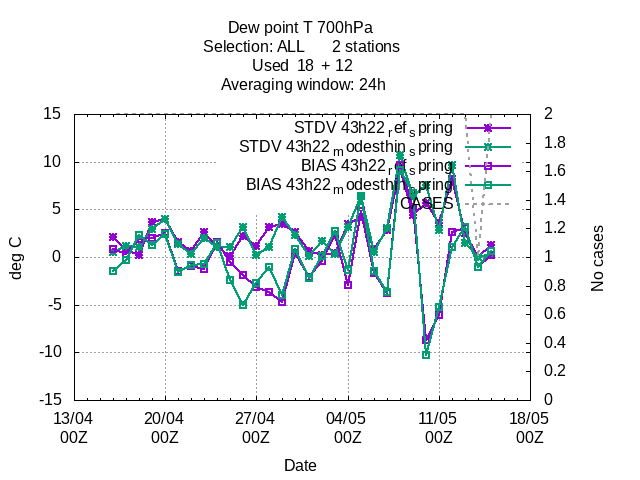 Dew point T 700hPa
Selection: ALL 2 stations
Used 18 + 12
Averaging window: 24h
STDV 43h22_ref_spring
STDV 43h22_modesthin_spring
BIAS 43h22_ref_spring
BIAS 43h22_modesthin_spring
CASES
deg C
15
10
5
0
-5
-10
-15
No cases
2
1.8
1.6
1.4
1.2
1
0.8
0.6
0.4
0.2
0
13/04 20/04 27/04 04/05 11/05 18/05
00Z 00Z 00Z 00Z 00Z 00Z
Date